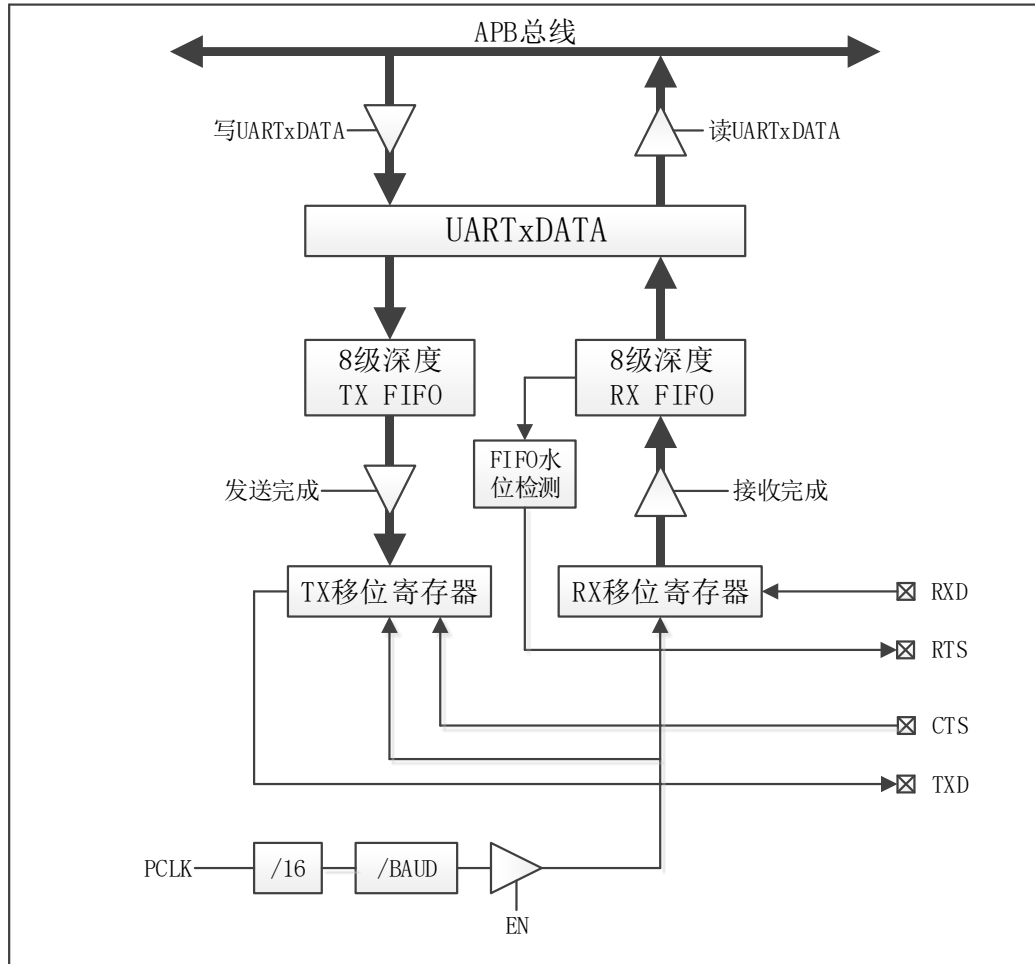 APB总线
写UARTxDATA
读UARTxDATA
UARTxDATA
8级深度
TX FIFO
8级深度
RX FIFO
FIFO水
位检测
发送完成
接收完成
TX移位寄存器
RX移位寄存器
RXD
RTS
CTS
TXD
PCLK
/16
/BAUD
EN